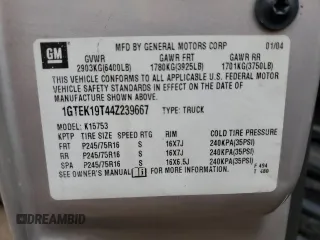 GM
MFD BY GENERAL MOTORS CORP 01/04
GVWR GAWR FRT GAWR RR
2903KG(6400LB) 1780KG(3925LB) 1701KG(3750LB)
THIS VEHICLE CONFORMS TO ALL APPLICABLE U.S. FEDERAL MOTOR
VEHICLE SAFETY STANDARDS IN EFFECT ON THE DATE OF
MANUFACTURE SHOWN ABOVE.
1GTEK19T44Z239667 TYPE: TRUCK
MODEL: K15753
KPTP TIRE SIZE SPEED RTG RIM COLD TIRE PRESSURE
FRT P245/75R16 S 16X7J 240KPA(35PSI)
RR P245/75R16 S 16X7J 240KPA(35PSI)
SPA P245/75R16 S 16X6.5J 240KPA(35PSI)
SEE OWNER'S MANUAL FOR MORE INFORMATION.
DREAMBID